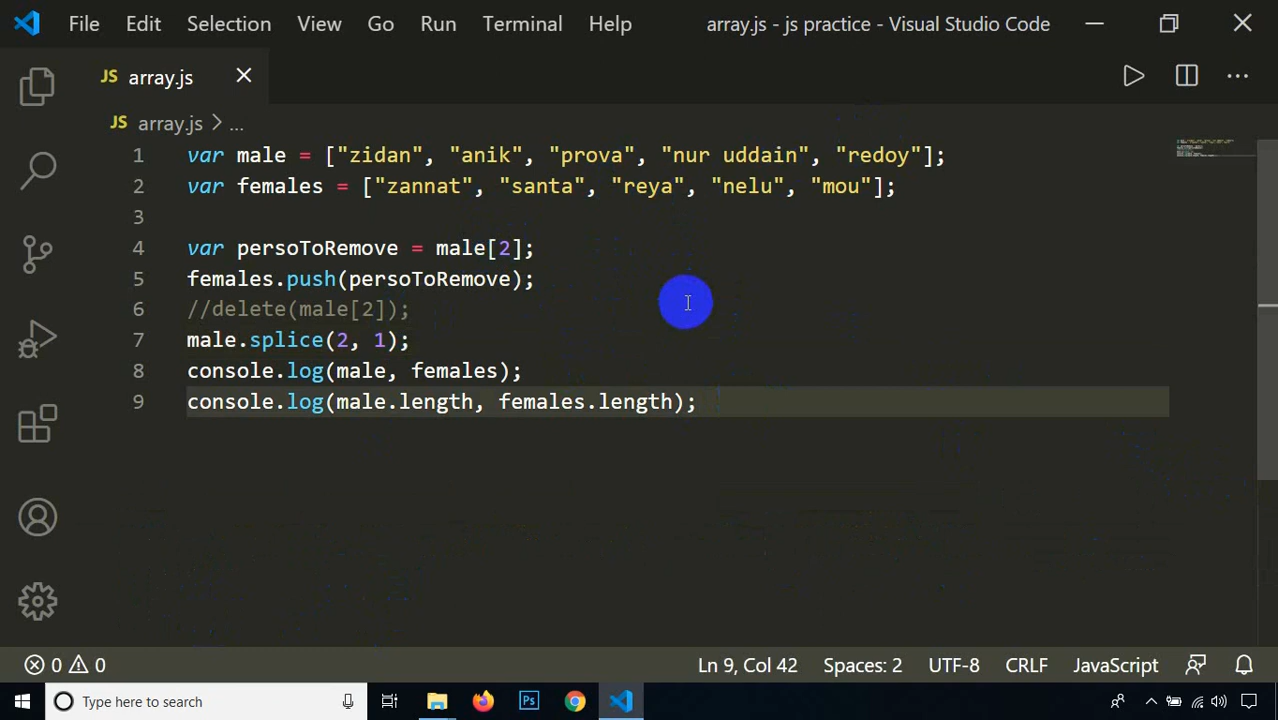 File Edit Selection View Go Run Terminal Help array.js - js practice - Visual Studio Code
JS array.js
JS array.js > ...
1 var male = ["zidan", "anik", "prova", "nur uddain", "redoy"];
2 var females = ["zannat", "santa", "reya", "nelu", "mou"];
3
4 var persoToRemove = male[2];
5 females.push(persoToRemove);
6 //delete(male[2]);
7 male.splice(2, 1);
8 console.log(male, females);
9 console.log(male.length, females.length);
0 0 Ln 9, Col 42 Spaces: 2 UTF-8 CRLF JavaScript
Type here to search Ps